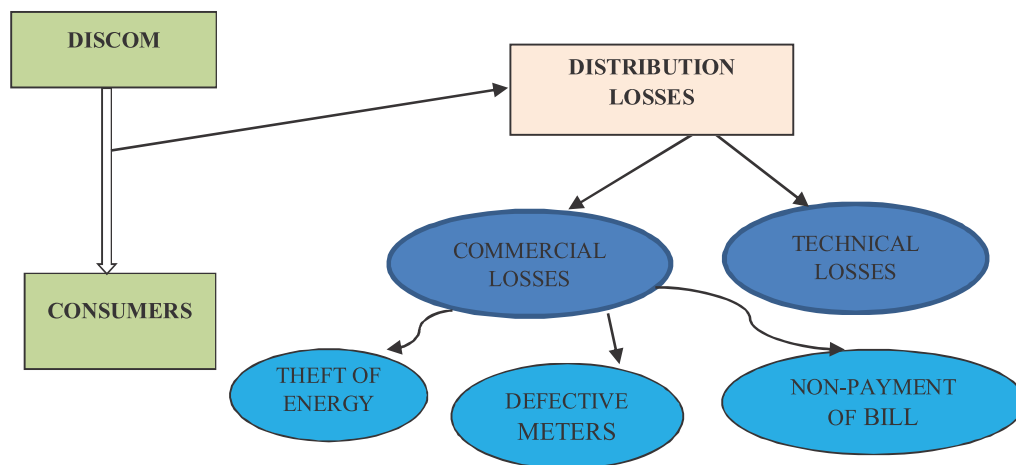 DISCOM
DISTRIBUTION
LOSSES
COMMERCIAL
LOSSES
TECHNICAL
LOSSES
CONSUMERS
THEFT OF
ENERGY
DEFECTIVE
METERS
NON-PAYMENT
OF BILL